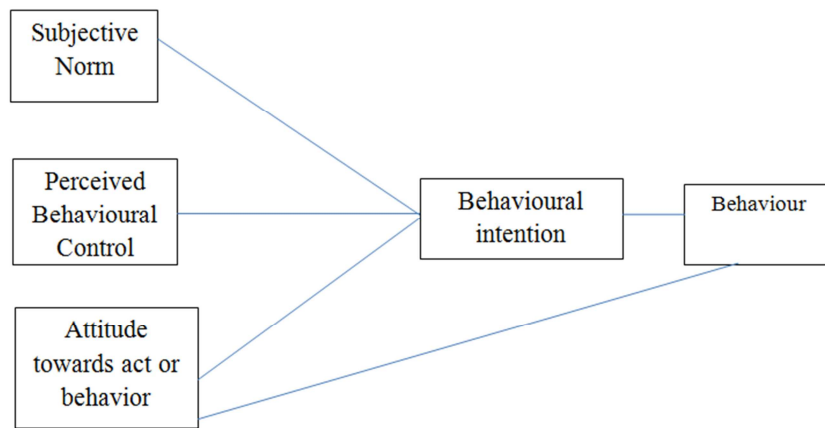 Subjective
Norm
Perceived
Behavioural
Control
Attitude
towards act or
behavior
Behavioural
intention
Behaviour